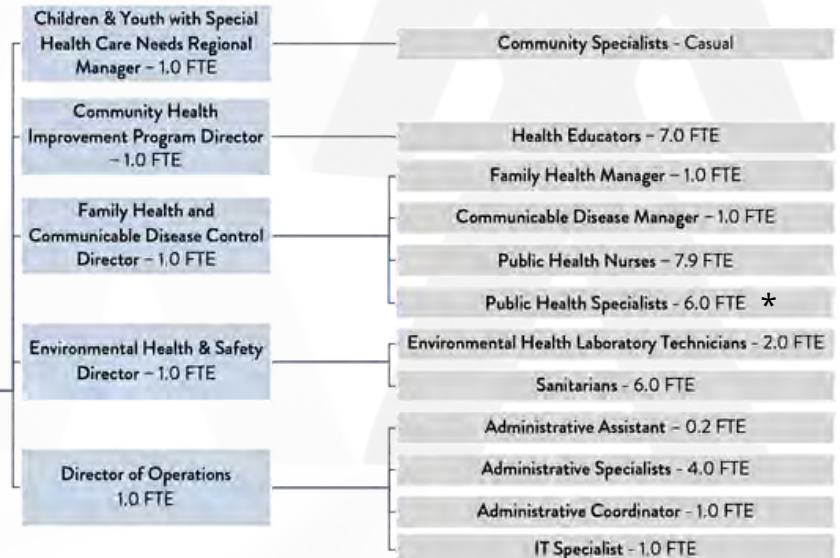 Children & Youth with Special
Health Care Needs Regional
Manager – 1.0 FTE
Community Specialists - Casual
Community Health
Improvement Program Director
– 1.0 FTE
Health Educators – 7.0 FTE
Family Health and
Communicable Disease Control
Director – 1.0 FTE
Family Health Manager – 1.0 FTE
Communicable Disease Manager – 1.0 FTE
Public Health Nurses – 7.9 FTE
Public Health Specialists - 6.0 FTE *
Environmental Health & Safety
Director – 1.0 FTE
Environmental Health Laboratory Technicians - 2.0 FTE
Sanitarians - 6.0 FTE
Director of Operations
1.0 FTE
Administrative Assistant – 0.2 FTE
Administrative Specialists - 4.0 FTE
Administrative Coordinator - 1.0 FTE
IT Specialist - 1.0 FTE